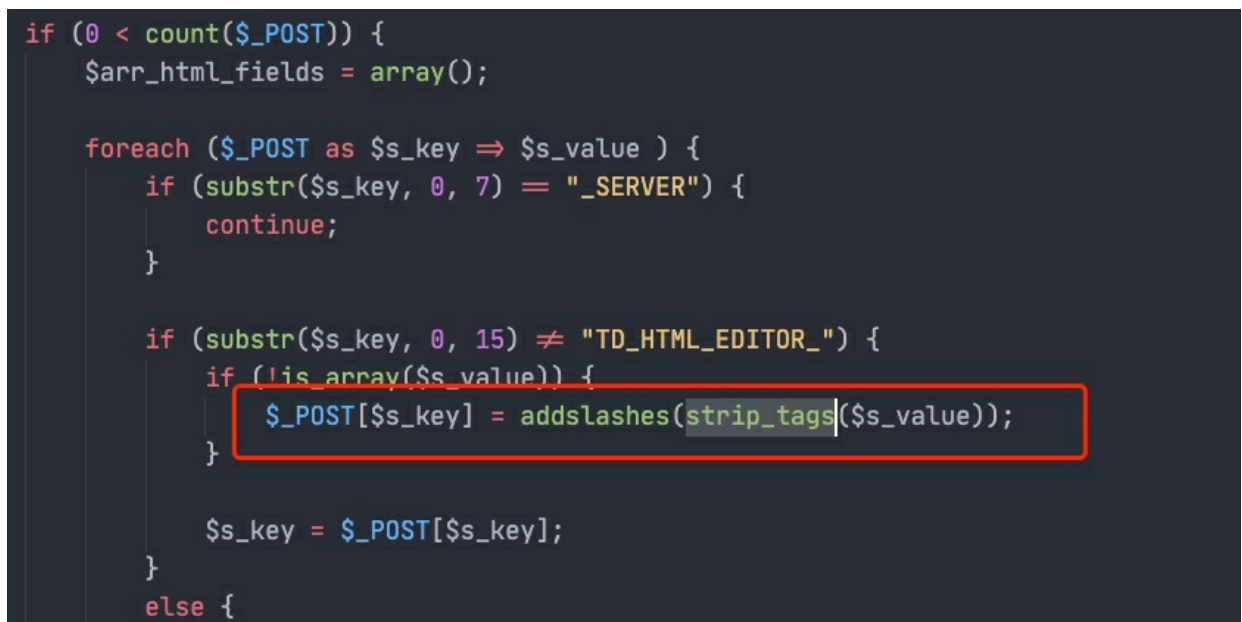 if (0 < count($_POST)) {
$arr_html_fields = array();
foreach ($_POST as $s_key ⇒ $s_value ) {
if (substr($s_key, 0, 7) == "_SERVER") {
continue;
}
if (substr($s_key, 0, 15) ≠ "TD_HTML_EDITOR_") {
if (!is_array($s_value)) {
$_POST[$s_key] = addslashes(strip_tags($s_value));
}
$s_key = $_POST[$s_key];
}
else {